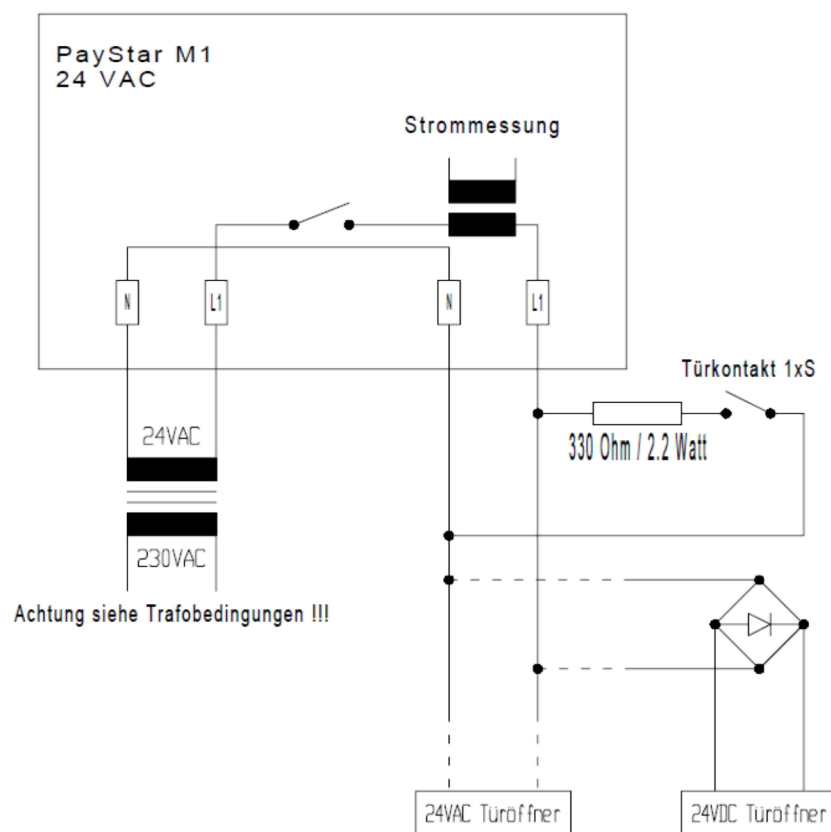 PayStar M1
24 VAC
Strommessung
N
L1
N
L1
Türkontakt 1xS
330 Ohm / 2.2 Watt
24VAC
230VAC
Achtung siehe Trafobedingungen !!!
24VAC Türöffner
24VDC Türöffner